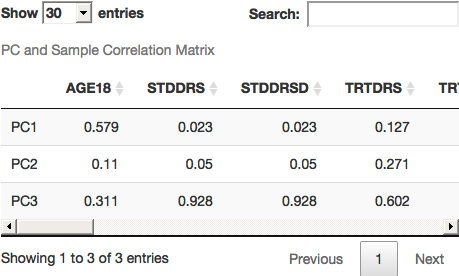 Show 30 entries Search:
PC and Sample Correlation Matrix
AGE18 STDDRS STDDRSD TRTDRS TRT
PC1 0.579 0.023 0.023 0.127
PC2 0.11 0.05 0.05 0.271
PC3 0.311 0.928 0.928 0.602
Showing 1 to 3 of 3 entries Previous 1 Next